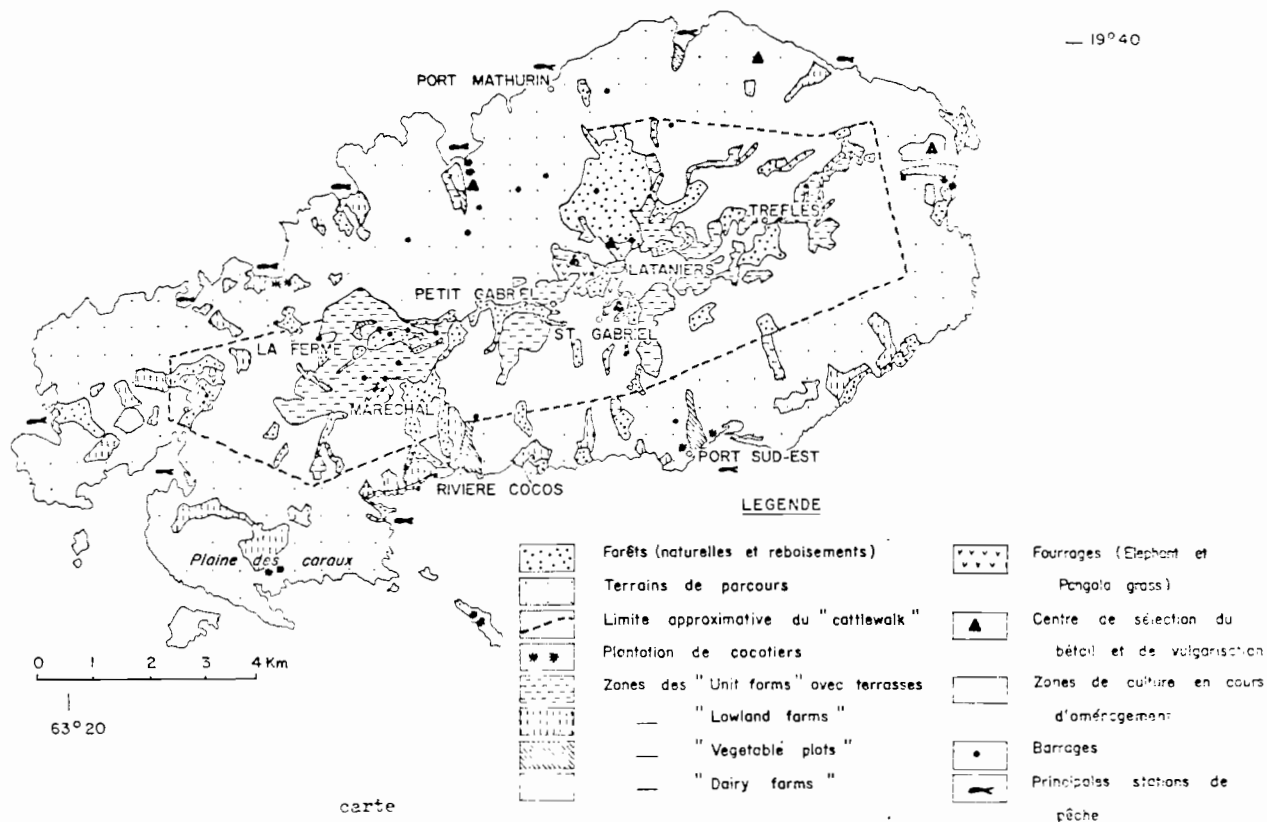 — 19°40
PORT MATHURIN
TREFLES
LATANIERS
PETIT GABRIEL
ST. GABRIEL
LA FERME
MARECHAL
PORT SUD-EST
RIVIERE COCOS
Plaine des caraux
0 1 2 3 4 Km
63°20
carte
LEGENDE
Farêts (naturelles et reboisements)
Terrains de parcours
Limite approximative du "cattlewalk"
Plantation de cocotiers
Zones des "Unit forms" avec terrasses
— "Lowland farms"
— "Vegetable plots"
— "Dairy farms"
Fourrages (Elephant et
Pangola grass)
Centre de sélection du
bétail et de vulgarisation
Zones de culture en cours
d'aménagement
Barrages
Principales stations de
pêche